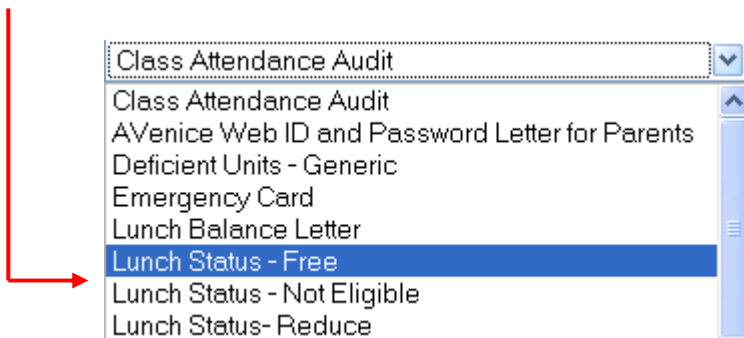 Class Attendance Audit
Class Attendance Audit
AVenice Web ID and Password Letter for Parents
Deficient Units - Generic
Emergency Card
Lunch Balance Letter
Lunch Status - Free
Lunch Status - Not Eligible
Lunch Status- Reduce